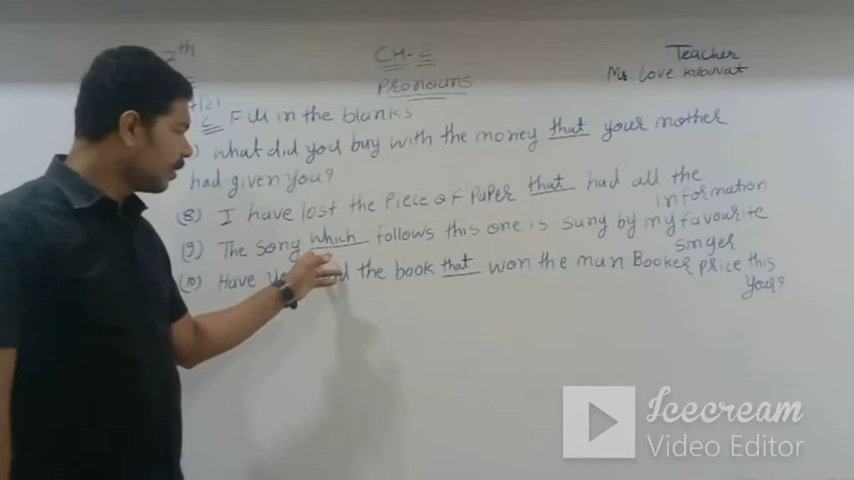 2th CH-2 Teacher
Pronouns Ms. Love
C Fill in the blanks
) what did you buy with the money that your mother
had given you?
(8) I have lost the piece of paper that had all the
information
(9) The song which follows this one is sung by my favourite
singer
(10) Have the book that won the man Booker prize this
year?
Icecream
Video Editor